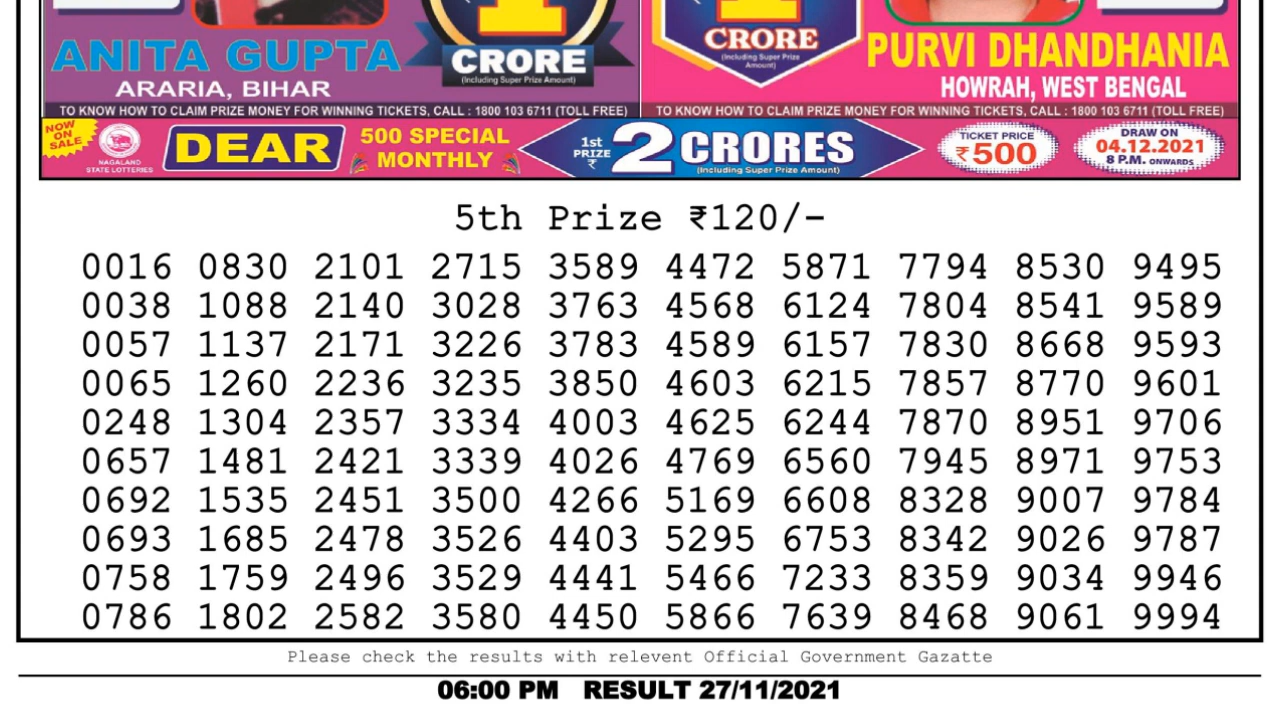 1
CRORE
(Including Super Prize Amount)
ANITA GUPTA
ARARIA, BIHAR
TO KNOW HOW TO CLAIM PRIZE MONEY FOR WINNING TICKETS, CALL : 1800 103 6711 (TOLL FREE)
1
CRORE
(Including Super Prize
Amount)
PURVI DHANDHANIA
HOWRAH, WEST BENGAL
TO KNOW HOW TO CLAIM PRIZE MONEY FOR WINNING TICKETS, CALL : 1800 103 6711 (TOLL FREE)
NOW
ON
SALE
NAGALAND
STATE LOTTERIES
DEAR
500 SPECIAL
MONTHLY
1st
PRIZE
₹
2 CRORES
(Including Super Prize Amount)
TICKET PRICE
₹500
DRAW ON
04.12.2021
8 P.M. ONWARDS
5th Prize ₹120/-
0016 0830 2101 2715 3589 4472 5871 7794 8530 9495
0038 1088 2140 3028 3763 4568 6124 7804 8541 9589
0057 1137 2171 3226 3783 4589 6157 7830 8668 9593
0065 1260 2236 3235 3850 4603 6215 7857 8770 9601
0248 1304 2357 3334 4003 4625 6244 7870 8951 9706
0657 1481 2421 3339 4026 4769 6560 7945 8971 9753
0692 1535 2451 3500 4266 5169 6608 8328 9007 9784
0693 1685 2478 3526 4403 5295 6753 8342 9026 9787
0758 1759 2496 3529 4441 5466 7233 8359 9034 9946
0786 1802 2582 3580 4450 5866 7639 8468 9061 9994
Please check the results with relevent Official Government Gazatte
06:00 PM RESULT 27/11/2021